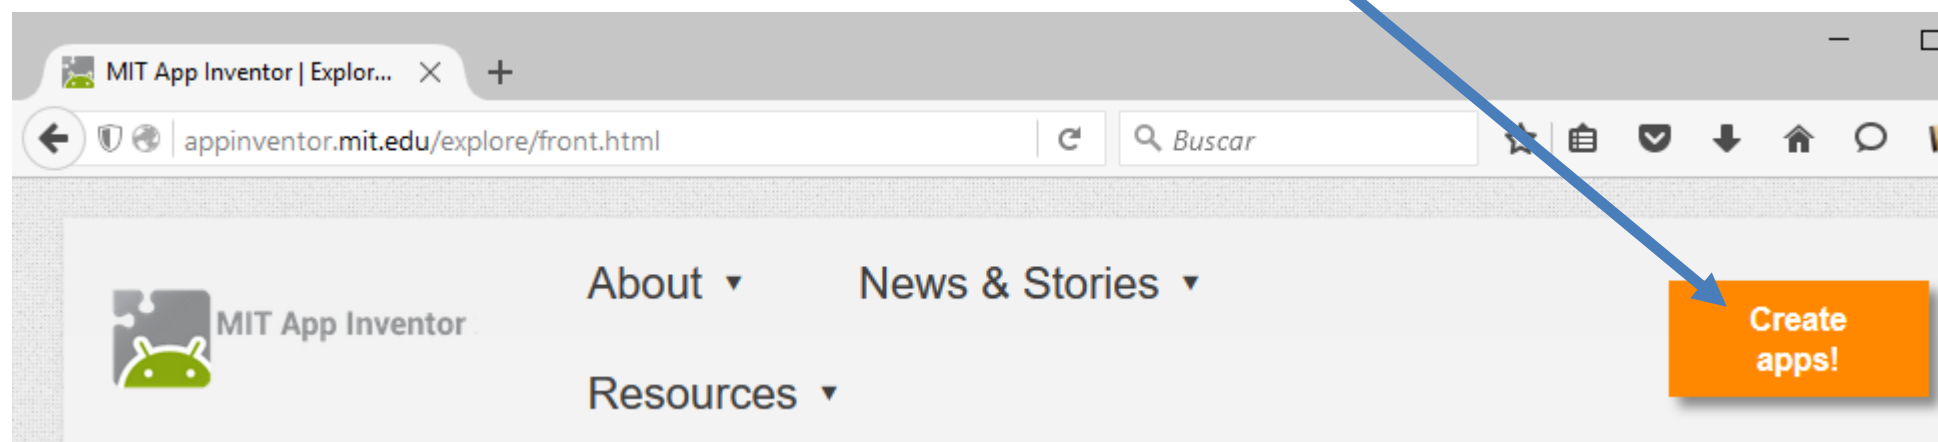 MIT App Inventor | Explor...
appinventor.mit.edu/explore/front.html
Buscar
About
News & Stories
MIT App Inventor
Create
apps!
Resources